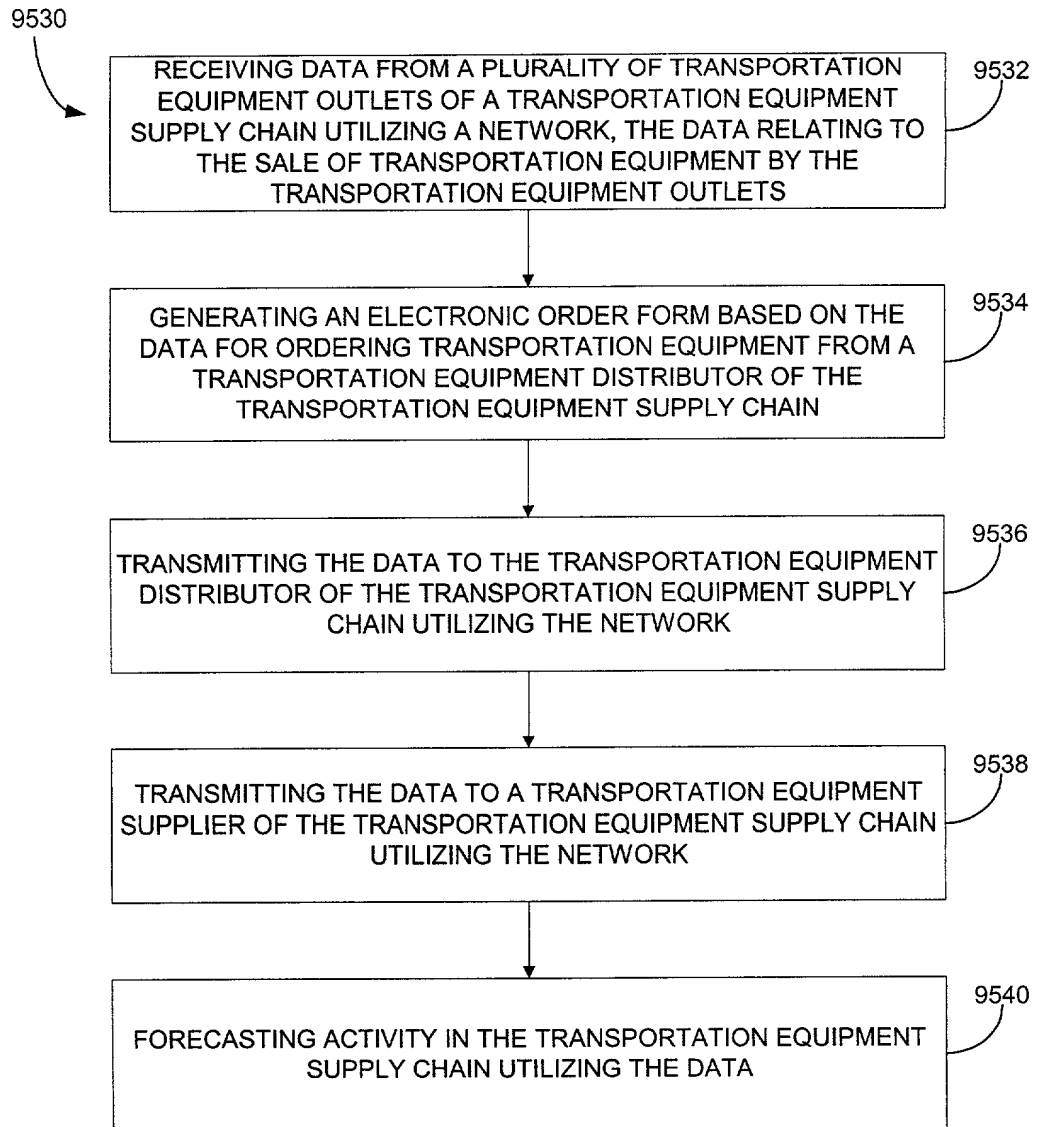 9530
RECEIVING DATA FROM A PLURALITY OF TRANSPORTATION
EQUIPMENT OUTLETS OF A TRANSPORTATION EQUIPMENT
SUPPLY CHAIN UTILIZING A NETWORK, THE DATA RELATING TO
THE SALE OF TRANSPORTATION EQUIPMENT BY THE
TRANSPORTATION EQUIPMENT OUTLETS
9532
GENERATING AN ELECTRONIC ORDER FORM BASED ON THE
DATA FOR ORDERING TRANSPORTATION EQUIPMENT FROM A
TRANSPORTATION EQUIPMENT DISTRIBUTOR OF THE
TRANSPORTATION EQUIPMENT SUPPLY CHAIN
9534
TRANSMITTING THE DATA TO THE TRANSPORTATION EQUIPMENT
DISTRIBUTOR OF THE TRANSPORTATION EQUIPMENT SUPPLY
CHAIN UTILIZING THE NETWORK
9536
TRANSMITTING THE DATA TO A TRANSPORTATION EQUIPMENT
SUPPLIER OF THE TRANSPORTATION EQUIPMENT SUPPLY CHAIN
UTILIZING THE NETWORK
9538
FORECASTING ACTIVITY IN THE TRANSPORTATION EQUIPMENT
SUPPLY CHAIN UTILIZING THE DATA
9540